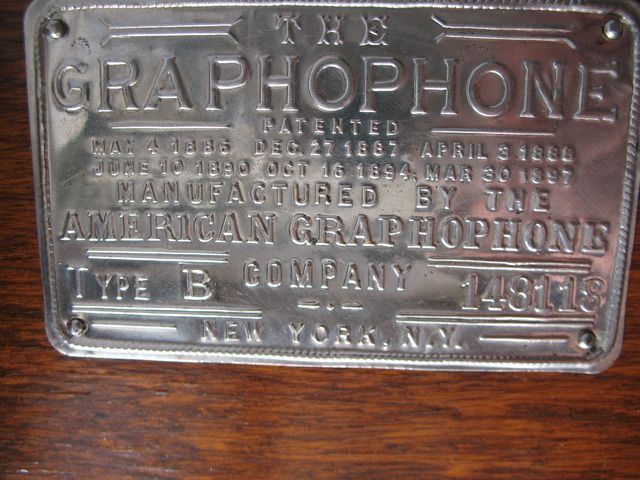 THE
GRAPHOPHONE
PATENTED
MAY 4 1886 DEC. 27 1887 APRIL 3 1888
JUNE 10 1890 OCT 16 1894, MAR 30 1897
MANUFACTURED BY THE
AMERICAN GRAPHOPHONE
TYPE B COMPANY 148118
NEW YORK, N.Y.